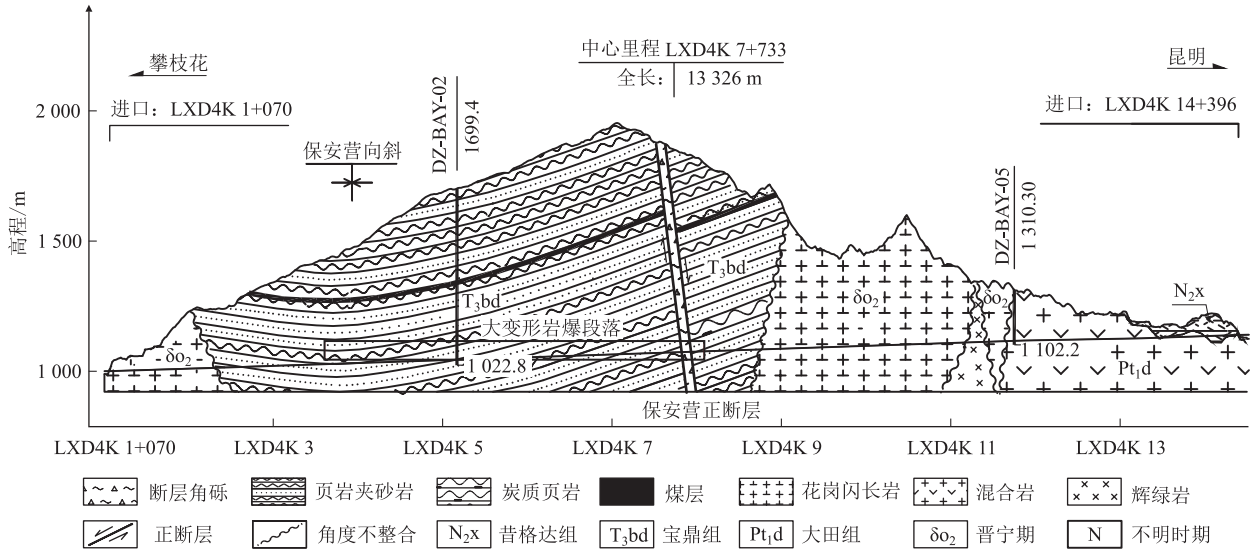 攀枝花
中心里程 LXD4K 7+733
全长： 13 326 m
昆明
2 000
进口：LXD4K 1+070
DZ-BAY-02
1699.4
进口：LXD4K 14+396
保安营向斜
高程/m
1 500
DZ-BAY-05
1 310.30
T₃bd
T₃bd
δo₂
δo₂
N₂x
大变形岩爆段落
δo₂
1 000
1 022.8
1 102.2
Pt₁d
保安营正断层
LXD4K 1+070
LXD4K 3
LXD4K 5
LXD4K 7
LXD4K 9
LXD4K 11
LXD4K 13
断层角砾
页岩夹砂岩
炭质页岩
煤层
花岗闪长岩
混合岩
辉绿岩
正断层
角度不整合
N₂x 昔格达组
T₃bd 宝鼎组
Pt₁d 大田组
δo₂ 晋宁期
N 不明时期